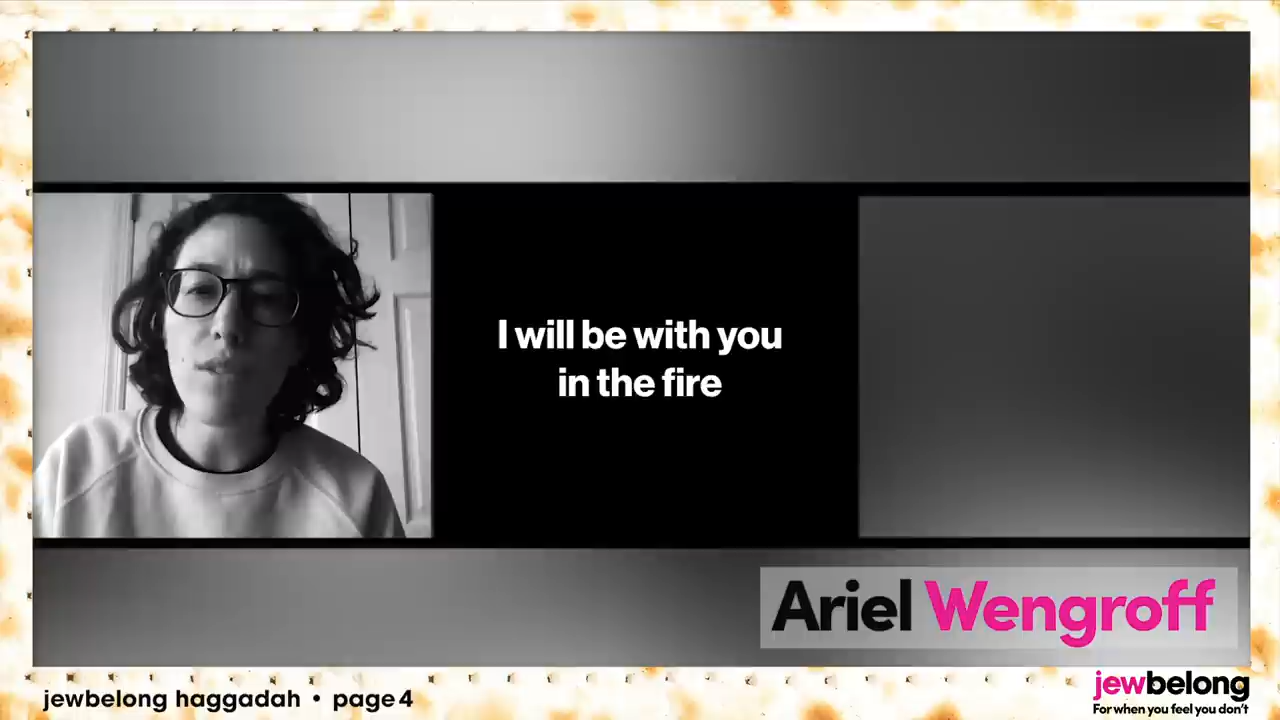 I will be with you
in the fire
Ariel Wengroff
jewbelong haggadah • page 4
jewbelong
For when you feel you don't